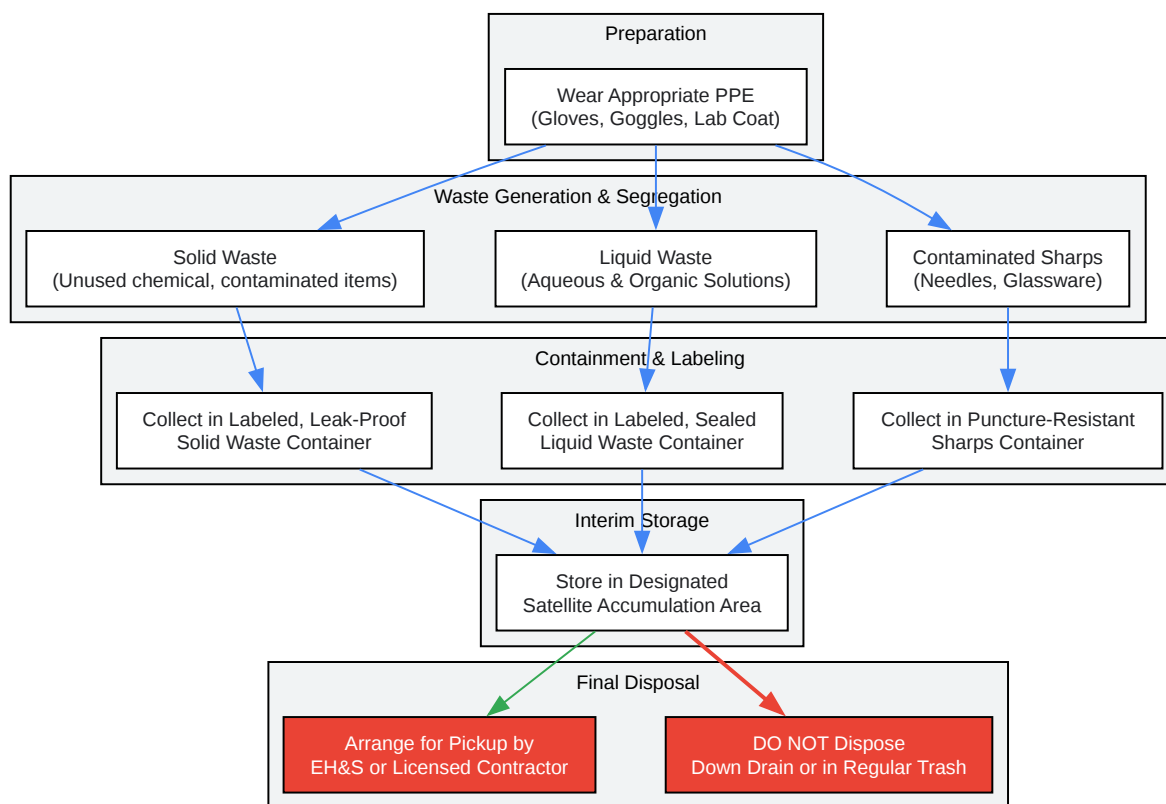 Preparation
Wear Appropriate PPE
(Gloves, Goggles, Lab Coat)
Waste Generation & Segregation
Solid Waste
(Unused chemical, contaminated items)
Liquid Waste
(Aqueous & Organic Solutions)
Contaminated Sharps
(Needles, Glassware)
Containment & Labeling
Collect in Labeled, Leak-Proof
Solid Waste Container
Collect in Labeled, Sealed
Liquid Waste Container
Collect in Puncture-Resistant
Sharps Container
Interim Storage
Store in Designated
Satellite Accumulation Area
Final Disposal
Arrange for Pickup by
EH&S or Licensed Contractor
DO NOT Dispose
Down Drain or in Regular Trash